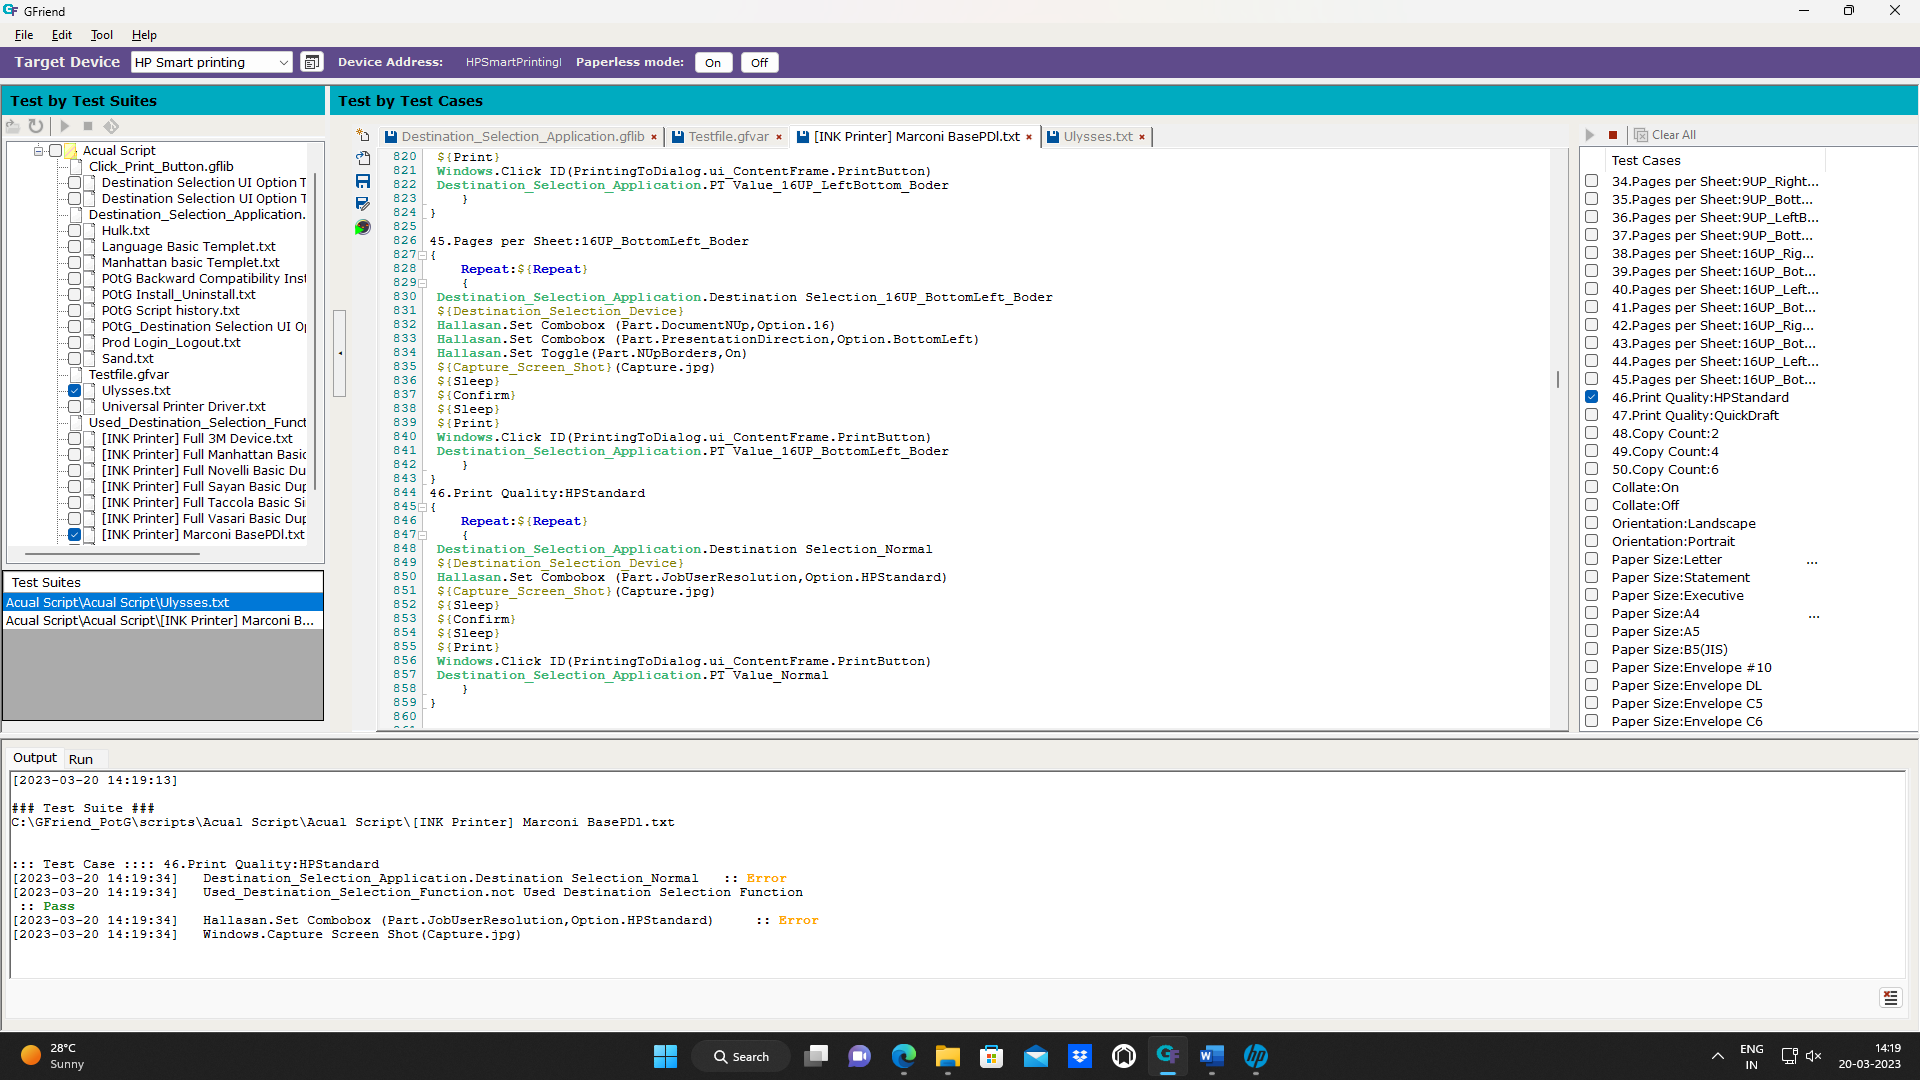 GFriend
File Edit Tool Help
Target Device HP Smart printing Device Address: HPSmartPrintingI Paperless mode: On Off
Test by Test Suites
Acual Script
Click_Print_Button.gflib
Destination Selection UI Option T
Destination Selection UI Option T
Destination_Selection_Application.
Hulk.txt
Language Basic Templet.txt
Manhattan basic Templet.txt
POtG Backward Compatibility Inst
POtG Install_Uninstall.txt
POtG Script history.txt
POtG_Destination Selection UI Op
Prod Login_Logout.txt
Sand.txt
Testfile.gfvar
Ulysses.txt
Universal Printer Driver.txt
Used_Destination_Selection_Funct
[INK Printer] Full 3M Device.txt
[INK Printer] Full Manhattan Basic
[INK Printer] Full Novelli Basic Du
[INK Printer] Full Sayan Basic Dup
[INK Printer] Full Taccola Basic Si
[INK Printer] Full Vasari Basic Dup
[INK Printer] Marconi BasePDl.txt
Test Suites
Acual Script\Acual Script\Ulysses.txt
Acual Script\Acual Script\[INK Printer] Marconi B...
Test by Test Cases
Destination_Selection_Application.gflib Testfile.gfvar [INK Printer] Marconi BasePDl.txt Ulysses.txt
820 ${Print}
821 Windows.Click ID(PrintingToDialog.ui_ContentFrame.PrintButton)
822 Destination_Selection_Application.PT Value_16UP_LeftBottom_Boder
823 }
824 }
825
826 45.Pages per Sheet:16UP_BottomLeft_Boder
827 {
828 Repeat:${Repeat}
829 {
830 Destination_Selection_Application.Destination Selection_16UP_BottomLeft_Boder
831 ${Destination_Selection_Device}
832 Hallasan.Set Combobox (Part.DocumentNUp,Option.16)
833 Hallasan.Set Combobox (Part.PresentationDirection,Option.BottomLeft)
834 Hallasan.Set Toggle(Part.NUpBorders,On)
835 ${Capture_Screen_Shot}(Capture.jpg)
836 ${Sleep}
837 ${Confirm}
838 ${Sleep}
839 ${Print}
840 Windows.Click ID(PrintingToDialog.ui_ContentFrame.PrintButton)
841 Destination_Selection_Application.PT Value_16UP_BottomLeft_Boder
842 }
843 }
844 46.Print Quality:HPStandard
845 {
846 Repeat:${Repeat}
847 {
848 Destination_Selection_Application.Destination Selection_Normal
849 ${Destination_Selection_Device}
850 Hallasan.Set Combobox (Part.JobUserResolution,Option.HPStandard)
851 ${Capture_Screen_Shot}(Capture.jpg)
852 ${Sleep}
853 ${Confirm}
854 ${Sleep}
855 ${Print}
856 Windows.Click ID(PrintingToDialog.ui_ContentFrame.PrintButton)
857 Destination_Selection_Application.PT Value_Normal
858 }
859 }
860
Clear All
Test Cases
34.Pages per Sheet:9UP_Right...
35.Pages per Sheet:9UP_Bott...
36.Pages per Sheet:9UP_LeftB...
37.Pages per Sheet:9UP_Bott...
38.Pages per Sheet:16UP_Rig...
39.Pages per Sheet:16UP_Bot...
40.Pages per Sheet:16UP_Left...
41.Pages per Sheet:16UP_Bot...
42.Pages per Sheet:16UP_Rig...
43.Pages per Sheet:16UP_Bot...
44.Pages per Sheet:16UP_Left...
45.Pages per Sheet:16UP_Bot...
46.Print Quality:HPStandard
47.Print Quality:QuickDraft
48.Copy Count:2
49.Copy Count:4
50.Copy Count:6
Collate:On
Collate:Off
Orientation:Landscape
Orientation:Portrait
Paper Size:Letter ...
Paper Size:Statement
Paper Size:Executive
Paper Size:A4 ...
Paper Size:A5
Paper Size:B5(JIS)
Paper Size:Envelope #10
Paper Size:Envelope DL
Paper Size:Envelope C5
Paper Size:Envelope C6
Output Run
[2023-03-20 14:19:13]
### Test Suite ###
C:\GFriend_PotG\scripts\Acual Script\Acual Script\[INK Printer] Marconi BasePDl.txt
::: Test Case :::: 46.Print Quality:HPStandard
[2023-03-20 14:19:34] Destination_Selection_Application.Destination Selection_Normal :: Error
[2023-03-20 14:19:34] Used_Destination_Selection_Function.not Used Destination Selection Function
:: Pass
[2023-03-20 14:19:34] Hallasan.Set Combobox (Part.JobUserResolution,Option.HPStandard) :: Error
[2023-03-20 14:19:34] Windows.Capture Screen Shot(Capture.jpg)
28°C
Sunny
Search
ENG
IN
14:19
20-03-2023